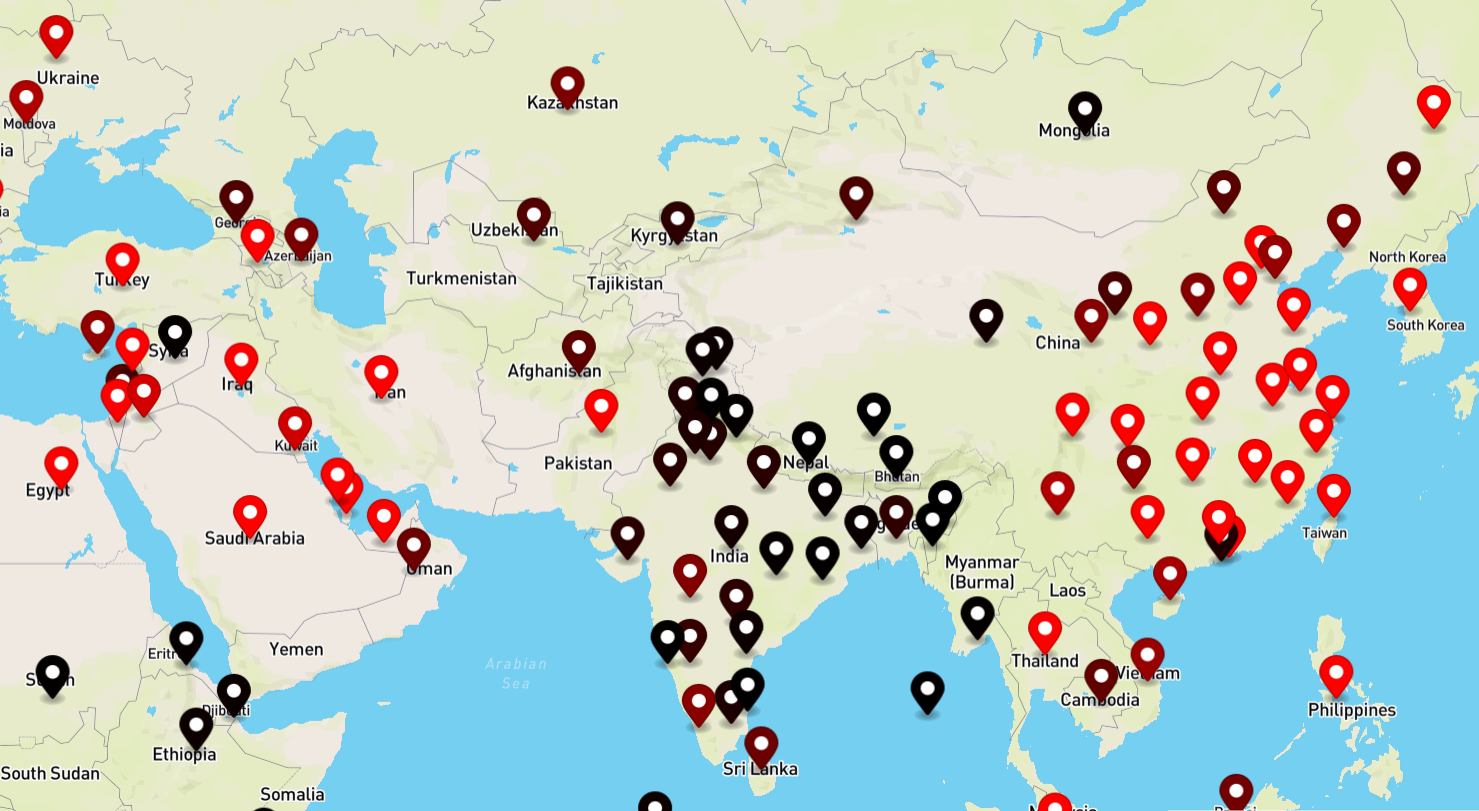 Ukraine
Moldova
ia
Kazakhstan
Mongolia
ia
Georgia
Uzbekistan
Kyrgyzstan
Azerbaijan
North Korea
Turkey
Turkmenistan
Tajikistan
South Korea
China
Syria
Afghanistan
Iraq
Iran
Kuwait
Pakistan
Nepal
Bhutan
Egypt
Saudi Arabia
Taiwan
India
Oman
Myanmar
(Burma)
Laos
Eritrea
Yemen
Arabian
Sea
Thailand
Vietnam
Sudan
Cambodia
Djibouti
Philippines
Ethiopia
Sri Lanka
South Sudan
Somalia